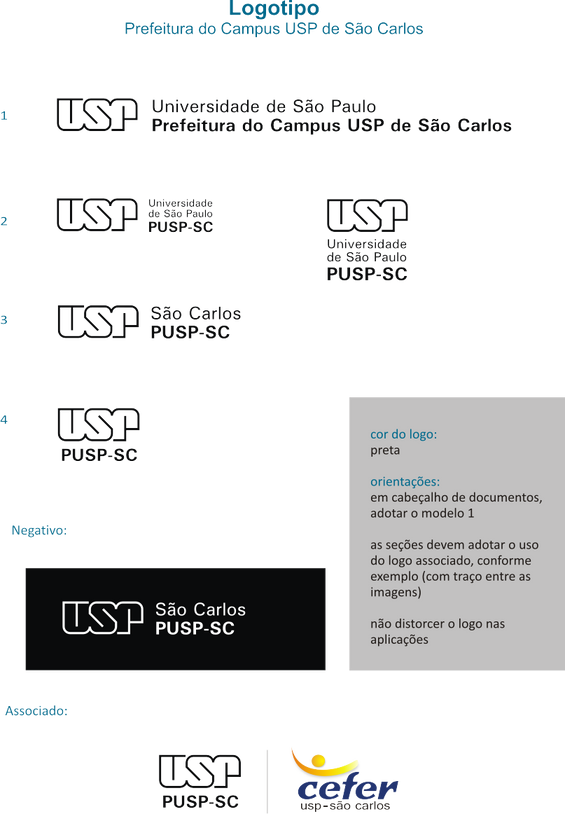 Logotipo
Prefeitura do Campus USP de São Carlos
1
USP
Universidade de São Paulo
Prefeitura do Campus USP de São Carlos
2
USP
Universidade
de São Paulo
PUSP-SC
USP
Universidade
de São Paulo
PUSP-SC
3
USP
São Carlos
PUSP-SC
4
USP
PUSP-SC
cor do logo:
preta
orientações:
em cabeçalho de documentos,
adotar o modelo 1
as seções devem adotar o uso
do logo associado, conforme
exemplo (com traço entre as
imagens)
não distorcer o logo nas
aplicações
Negativo:
USP
São Carlos
PUSP-SC
Associado:
USP
PUSP-SC
cefer
usp-são carlos